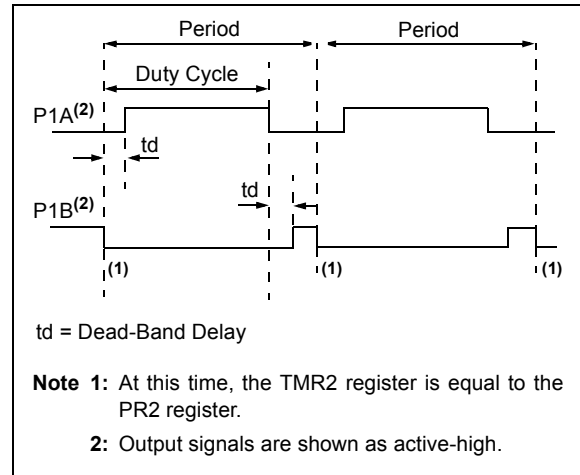 Period Period
Duty Cycle
P1A(2)
td
td
P1B(2)
(1) (1) (1)
td = Dead-Band Delay
Note 1: At this time, the TMR2 register is equal to the
PR2 register.
2: Output signals are shown as active-high.